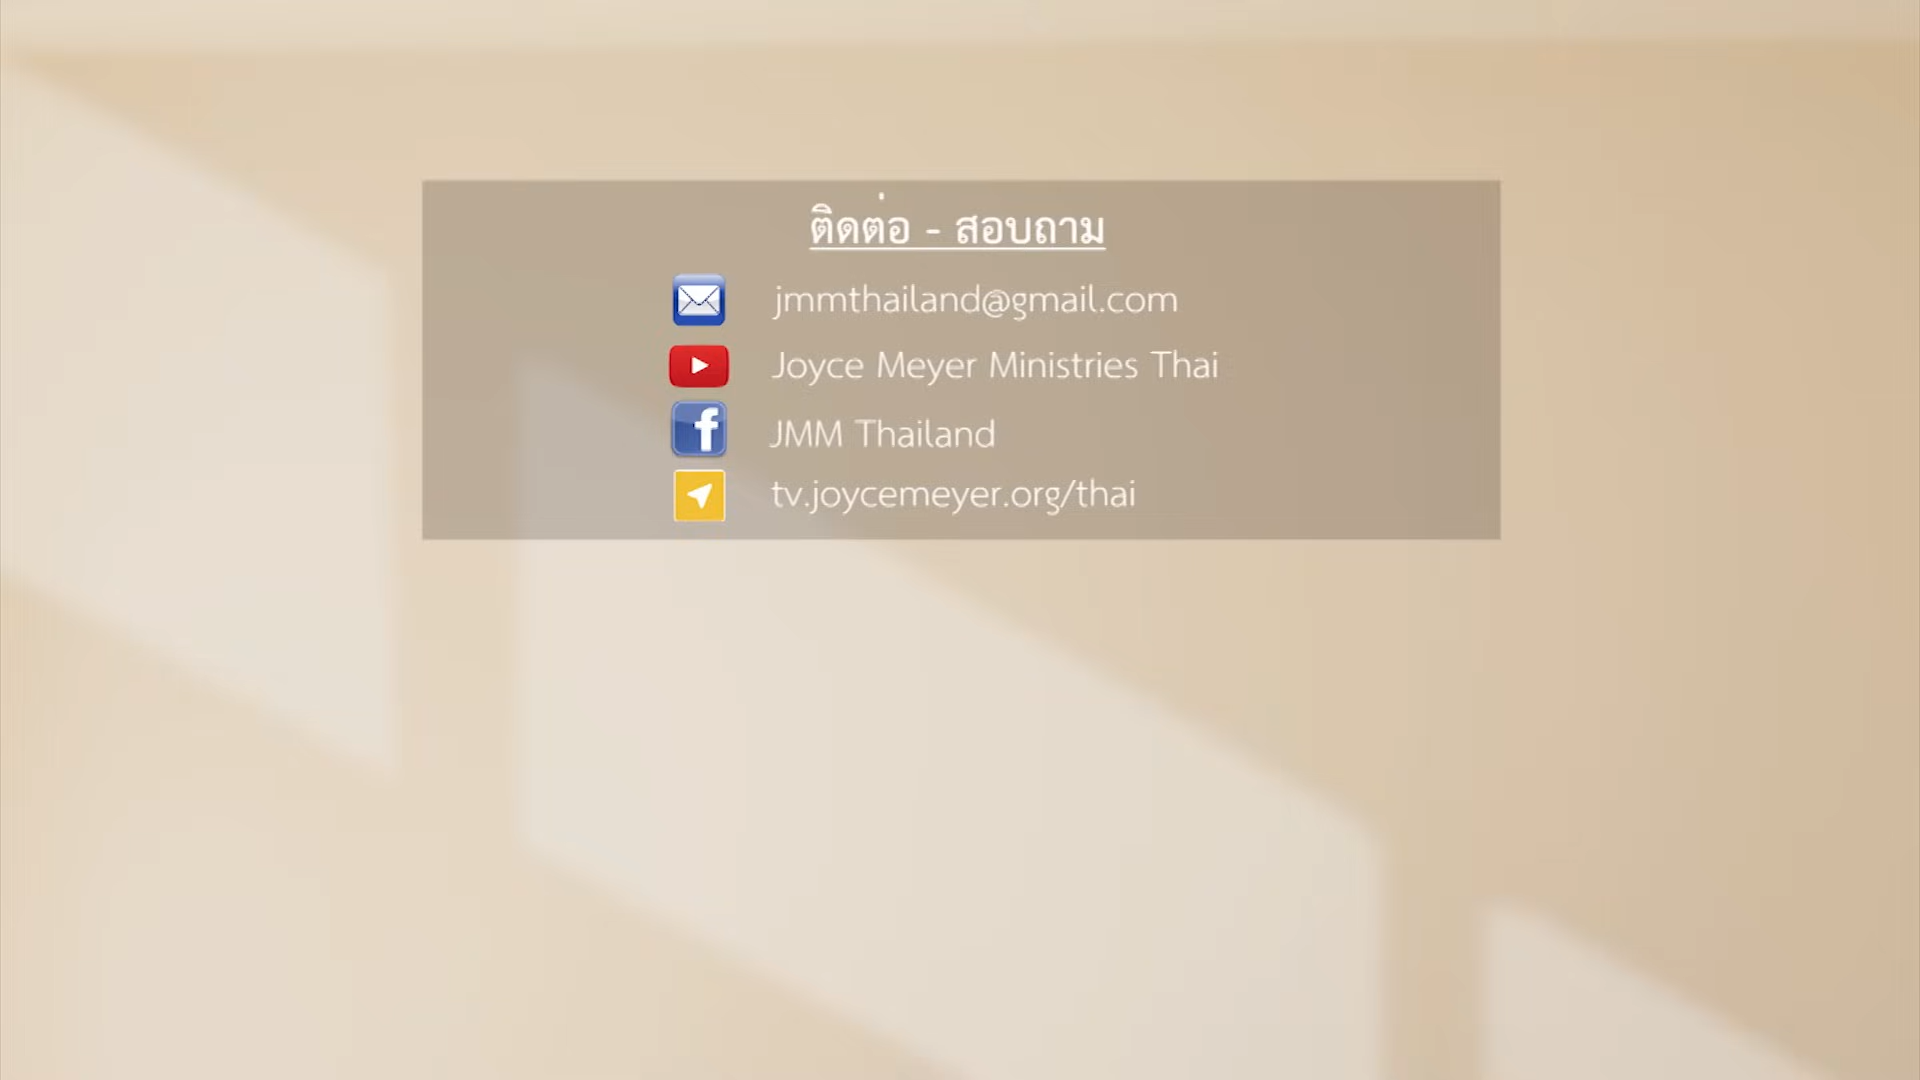 ติดต่อ - สอบถาม
jmmthailand@gmail.com
Joyce Meyer Ministries Thai
JMM Thailand
tv.joycemeyer.org/thai